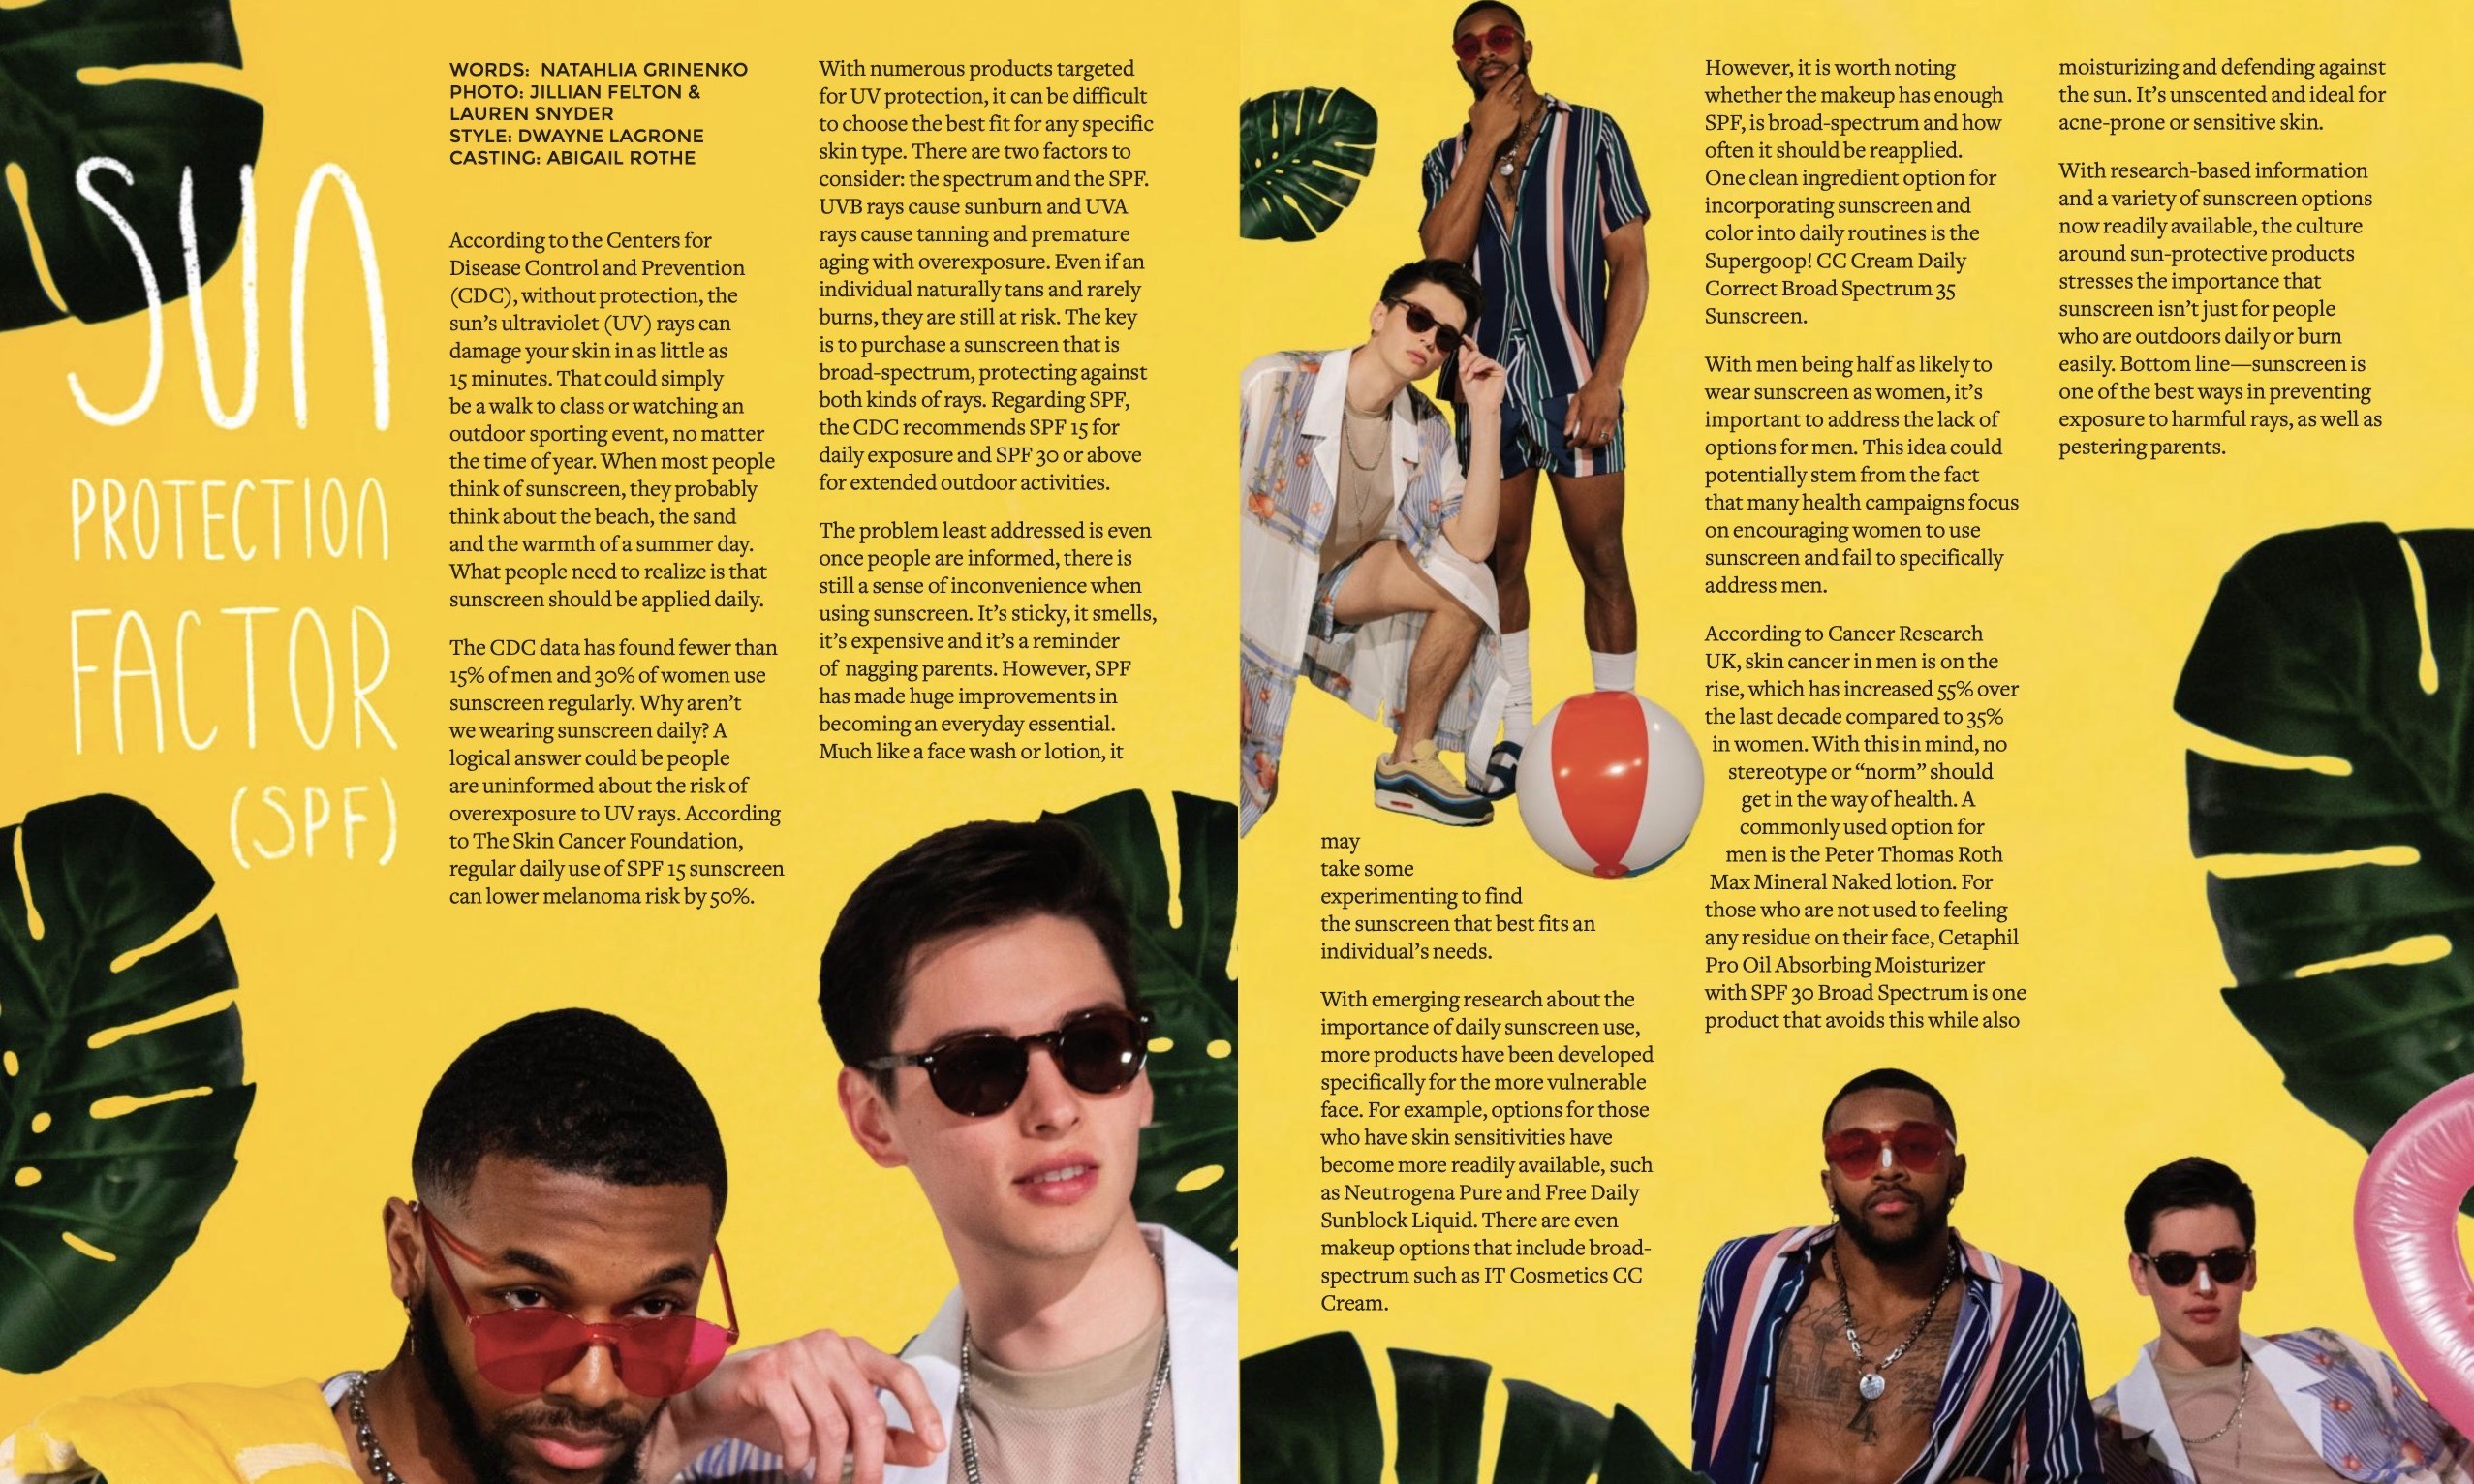 SUN
PROTECTION
FACTOR
(SPF)
WORDS: NATAHLIA GRINENKO
PHOTO: JILLIAN FELTON &
LAUREN SNYDER
STYLE: DWAYNE LAGRONE
CASTING: ABIGAIL ROTHE
According to the Centers for
Disease Control and Prevention
(CDC), without protection, the
sun’s ultraviolet (UV) rays can
damage your skin in as little as
15 minutes. That could simply
be a walk to class or watching an
outdoor sporting event, no matter
the time of year. When most people
think of sunscreen, they probably
think about the beach, the sand
and the warmth of a summer day.
What people need to realize is that
sunscreen should be applied daily.
The CDC data has found fewer than
15% of men and 30% of women use
sunscreen regularly. Why aren’t
we wearing sunscreen daily? A
logical answer could be people
are uninformed about the risk of
overexposure to UV rays. According
to The Skin Cancer Foundation,
regular daily use of SPF 15 sunscreen
can lower melanoma risk by 50%.
With numerous products targeted
for UV protection, it can be difficult
to choose the best fit for any specific
skin type. There are two factors to
consider: the spectrum and the SPF.
UVB rays cause sunburn and UVA
rays cause tanning and premature
aging with overexposure. Even if an
individual naturally tans and rarely
burns, they are still at risk. The key
is to purchase a sunscreen that is
broad-spectrum, protecting against
both kinds of rays. Regarding SPF,
the CDC recommends SPF 15 for
daily exposure and SPF 30 or above
for extended outdoor activities.
The problem least addressed is even
once people are informed, there is
still a sense of inconvenience when
using sunscreen. It’s sticky, it smells,
it’s expensive and it’s a reminder
of nagging parents. However, SPF
has made huge improvements in
becoming an everyday essential.
Much like a face wash or lotion, it
may
take some
experimenting to find
the sunscreen that best fits an
individual’s needs.
With emerging research about the
importance of daily sunscreen use,
more products have been developed
specifically for the more vulnerable
face. For example, options for those
who have skin sensitivities have
become more readily available, such
as Neutrogena Pure and Free Daily
Sunblock Liquid. There are even
makeup options that include broad-
spectrum such as IT Cosmetics CC
Cream.
However, it is worth noting
whether the makeup has enough
SPF, is broad-spectrum and how
often it should be reapplied.
One clean ingredient option for
incorporating sunscreen and
color into daily routines is the
Supergoop! CC Cream Daily
Correct Broad Spectrum 35
Sunscreen.
With men being half as likely to
wear sunscreen as women, it’s
important to address the lack of
options for men. This idea could
potentially stem from the fact
that many health campaigns focus
on encouraging women to use
sunscreen and fail to specifically
address men.
According to Cancer Research
UK, skin cancer in men is on the
rise, which has increased 55% over
the last decade compared to 35%
in women. With this in mind, no
stereotype or “norm” should
get in the way of health. A
commonly used option for
men is the Peter Thomas Roth
Max Mineral Naked lotion. For
those who are not used to feeling
any residue on their face, Cetaphil
Pro Oil Absorbing Moisturizer
with SPF 30 Broad Spectrum is one
product that avoids this while also
moisturizing and defending against
the sun. It’s unscented and ideal for
acne-prone or sensitive skin.
With research-based information
and a variety of sunscreen options
now readily available, the culture
around sun-protective products
stresses the importance that
sunscreen isn’t just for people
who are outdoors daily or burn
easily. Bottom line—sunscreen is
one of the best ways in preventing
exposure to harmful rays, as well as
pestering parents.